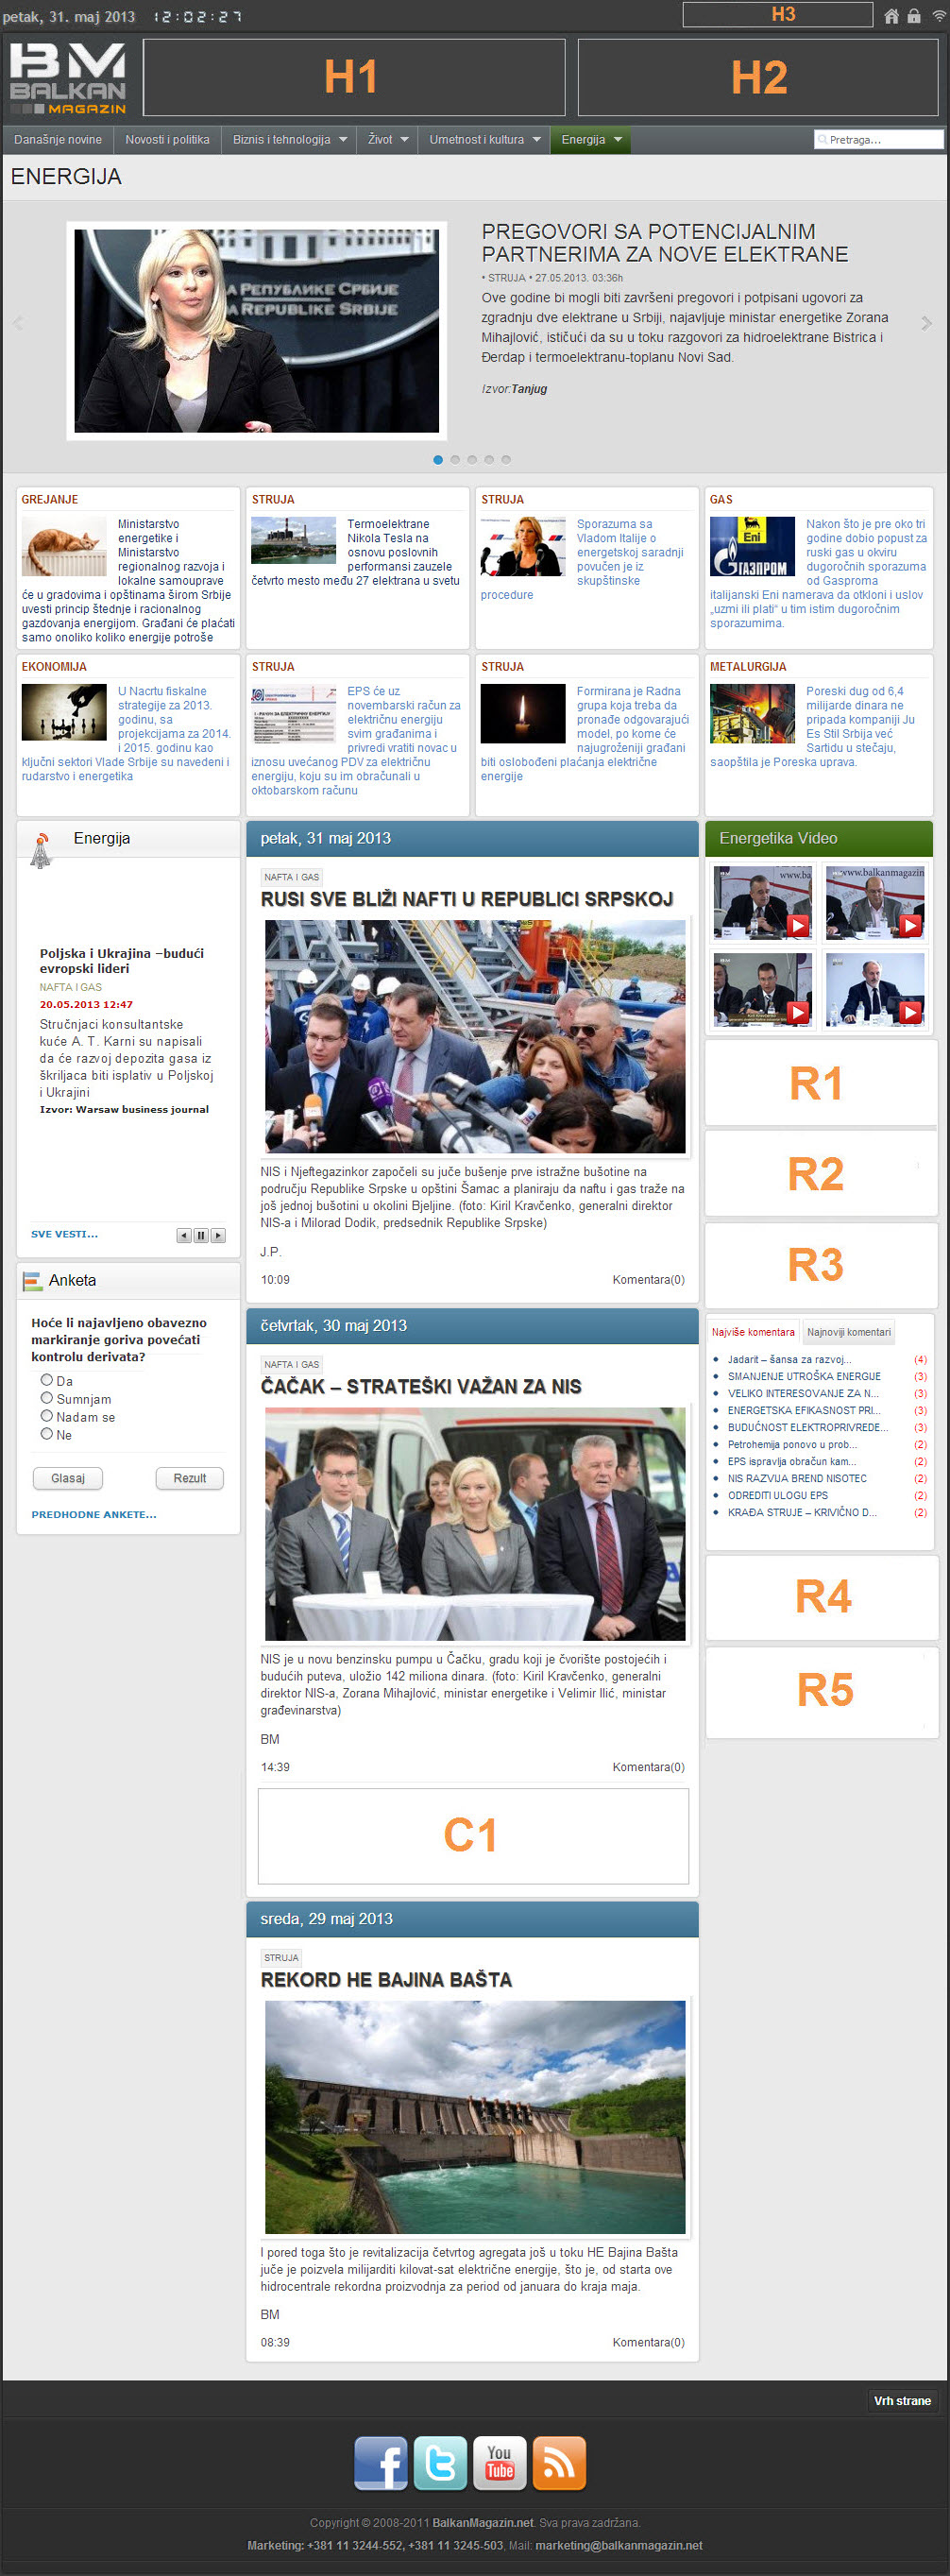 petak, 31. maj 2013 12:02:27
H3
BM
BALKAN
MAGAZIN
H1
H2
Današnje novine
Novosti i politika
Biznis i tehnologija
Život
Umetnost i kultura
Energija
Pretraga...
ENERGIJA
РЕПУБЛИКЕ СРБИЈЕ
REPUBLIC OF SERBIE
PREGOVORI SA POTENCIJALNIM
PARTNERIMA ZA NOVE ELEKTRANE
• STRUJA • 27.05.2013. 03:36h
Ove godine bi mogli biti završeni pregovori i potpisani ugovori za
zgradnju dve elektrane u Srbiji, najavljuje ministar energetike Zorana
Mihajlović, ističući da su u toku razgovori za hidroelektrane Bistrica i
Đerdap i termoelektranu-toplanu Novi Sad.
Izvor:Tanjug
GREJANJE
Ministarstvo
energetike i
Ministarstvo
regionalnog razvoja i
lokalne samouprave
će u gradovima i opštinama širom Srbije
uvesti princip štednje i racionalnog
gazdovanja energijom. Građani će plaćati
samo onoliko koliko energije potroše
STRUJA
Termoelektrane
Nikola Tesla na
osnovu poslovnih
performansi zauzele
četvrto mesto među 27 elektrana u svetu
STRUJA
Sporazuma sa
Vladom Italije o
energetskoj saradnji
povučen je iz
skupštinske
procedure
GAS
Eni
ГАЗПРОМ
Nakon što je pre oko tri
godine dobio popust za
ruski gas u okviru
dugoročnih sporazuma
od Gasproma
italijanski Eni namerava da otkloni i uslov
„uzmi ili plati“ u tim istim dugoročnim
sporazumima.
EKONOMIJA
U Nacrtu fiskalne
strategije za 2013.
godinu, sa
projekcijama za 2014.
i 2015. godinu kao
ključni sektori Vlade Srbije su navedeni i
rudarstvo i energetika
STRUJA
EPS će uz
novembarski račun za
električnu energiju
svim građanima i
privredi vratiti novac u
iznosu uvećanog PDV za električnu
energiju, koju su im obračunali u
oktobarskom računu
STRUJA
Formirana je Radna
grupa koja treba da
pronađe odgovarajući
model, po kome će
najugroženiji građani
biti oslobođeni plaćanja električne
energije
METALURGIJA
Poreski dug od 6,4
milijarde dinara ne
pripada kompaniji Ju
Es Stil Srbija već
Sartidu u stečaju,
saopštila je Poreska uprava.
Energija
Poljska i Ukrajina –budući
evropski lideri
NAFTA I GAS
20.05.2013 12:47
Stručnjaci konsultantske
kuće A. T. Karni su napisali
da će razvoj depozita gasa iz
škriljaca biti isplativ u Poljskoj
i Ukrajini
Izvor: Warsaw business journal
SVE VESTI...
Anketa
Hoće li najavljeno obavezno
markiranje goriva povećati
kontrolu derivata?
Da
Sumnjam
Nadam se
Ne
Glasaj
Rezult
PREDHODNE ANKETE...
petak, 31 maj 2013
NAFTA I GAS
RUSI SVE BLIŽI NAFTI U REPUBLICI SRPSKOJ
NIS i Njeftegazinkor započeli su juče bušenje prve istražne bušotine na
području Republike Srpske u opštini Šamac a planiraju da naftu i gas traže na
još jednoj bušotini u okolini Bjeljine. (foto: Kiril Kravčenko, generalni direktor
NIS-a i Milorad Dodik, predsednik Republike Srpske)
J.P.
10:09 Komentara(0)
četvrtak, 30 maj 2013
NAFTA I GAS
ČAČAK – STRATEŠKI VAŽAN ZA NIS
NIS je u novu benzinsku pumpu u Čačku, gradu koji je čvorište postojećih i
budućih puteva, uložio 142 miliona dinara. (foto: Kiril Kravčenko, generalni
direktor NIS-a, Zorana Mihajlović, ministar energetike i Velimir Ilić, ministar
građevinarstva)
BM
14:39 Komentara(0)
C1
sreda, 29 maj 2013
STRUJA
REKORD HE BAJINA BAŠTA
I pored toga što je revitalizacija četvrtog agregata još u toku HE Bajina Bašta
juče je poizvela milijarditi kilovat-sat električne energije, što je, od starta ove
hidrocentrale rekordna proizvodnja za period od januara do kraja maja.
BM
08:39 Komentara(0)
Energetika Video
www.b
www.balkanmagazin
R1
R2
R3
Najviše komentara
Najnoviji komentari
Jadarit – šansa za razvoj... (4)
SMANJENJE UTROŠKA ENERGIJE (3)
VELIKO INTERESOVANJE ZA N... (3)
ENERGETSKA EFIKASNOST PRI... (3)
BUDUĆNOST ELEKTROPRIVREDE... (3)
Petrohemija ponovo u prob... (2)
EPS ispravlja obračun kam... (2)
NIS RAZVIJA BREND NISOTEC (2)
ODREDITI ULOGU EPS (2)
KRAĐA STRUJE – KRIVIČNO D... (2)
R4
R5
Vrh strane
You
Tube
Copyright © 2008-2011 BalkanMagazin.net. Sva prava zadržana.
Marketing: +381 11 3244-552, +381 11 3245-503, Mail: marketing@balkanmagazin.net